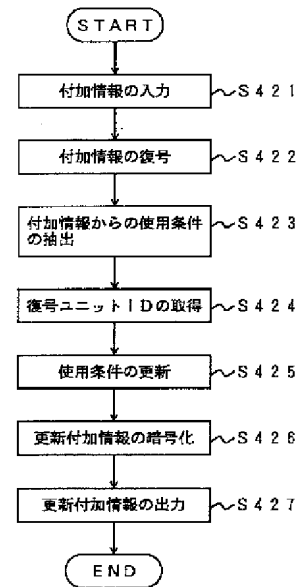 START
付加情報の入力 S421
付加情報の復号 S422
付加情報からの使用条件
の抽出 S423
復号ユニットIDの取得 S424
使用条件の更新 S425
更新付加情報の暗号化 S426
更新付加情報の出力 S427
END